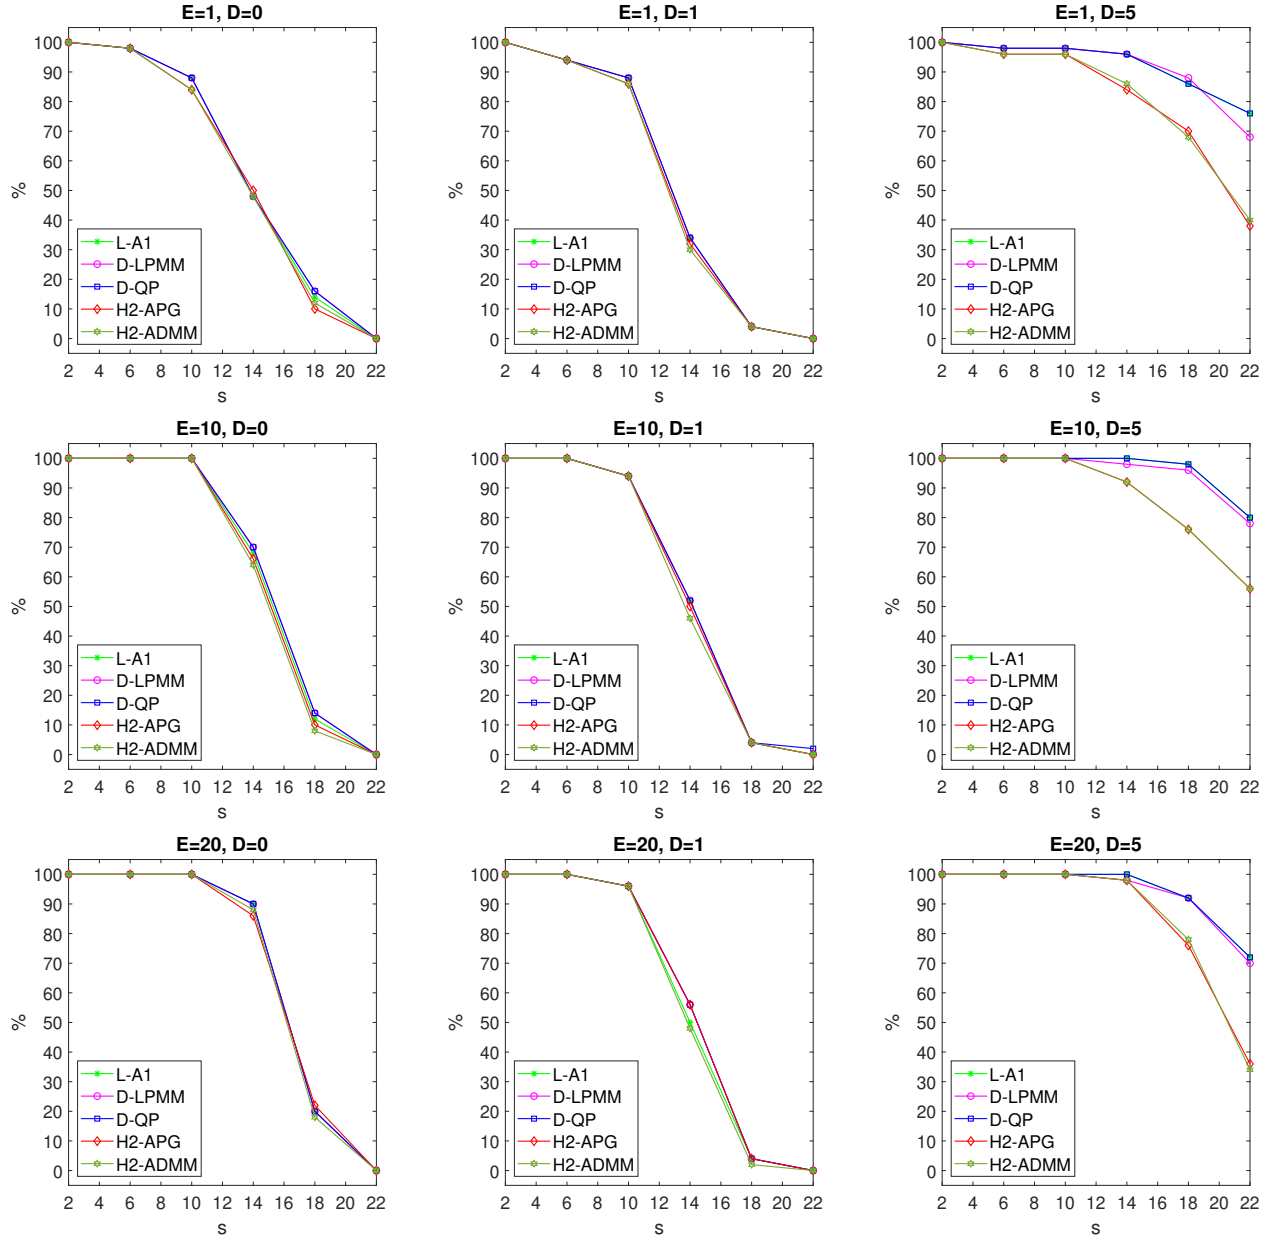 E=1, D=0
100
90
80
70
60
50
40
30
20
10
0
%
L-A1
D-LPMM
D-QP
H2-APG
H2-ADMM
2 4 6 8 10 12 14 16 18 20 22
s
E=1, D=1
100
90
80
70
60
50
40
30
20
10
0
%
L-A1
D-LPMM
D-QP
H2-APG
H2-ADMM
2 4 6 8 10 12 14 16 18 20 22
s
E=1, D=5
100
90
80
70
60
50
40
30
20
10
0
%
L-A1
D-LPMM
D-QP
H2-APG
H2-ADMM
2 4 6 8 10 12 14 16 18 20 22
s
E=10, D=0
100
90
80
70
60
50
40
30
20
10
0
%
L-A1
D-LPMM
D-QP
H2-APG
H2-ADMM
2 4 6 8 10 12 14 16 18 20 22
s
E=10, D=1
100
90
80
70
60
50
40
30
20
10
0
%
L-A1
D-LPMM
D-QP
H2-APG
H2-ADMM
2 4 6 8 10 12 14 16 18 20 22
s
E=10, D=5
100
90
80
70
60
50
40
30
20
10
0
%
L-A1
D-LPMM
D-QP
H2-APG
H2-ADMM
2 4 6 8 10 12 14 16 18 20 22
s
E=20, D=0
100
90
80
70
60
50
40
30
20
10
0
%
L-A1
D-LPMM
D-QP
H2-APG
H2-ADMM
2 4 6 8 10 12 14 16 18 20 22
s
E=20, D=1
100
90
80
70
60
50
40
30
20
10
0
%
L-A1
D-LPMM
D-QP
H2-APG
H2-ADMM
2 4 6 8 10 12 14 16 18 20 22
s
E=20, D=5
100
90
80
70
60
50
40
30
20
10
0
%
L-A1
D-LPMM
D-QP
H2-APG
H2-ADMM
2 4 6 8 10 12 14 16 18 20 22
s